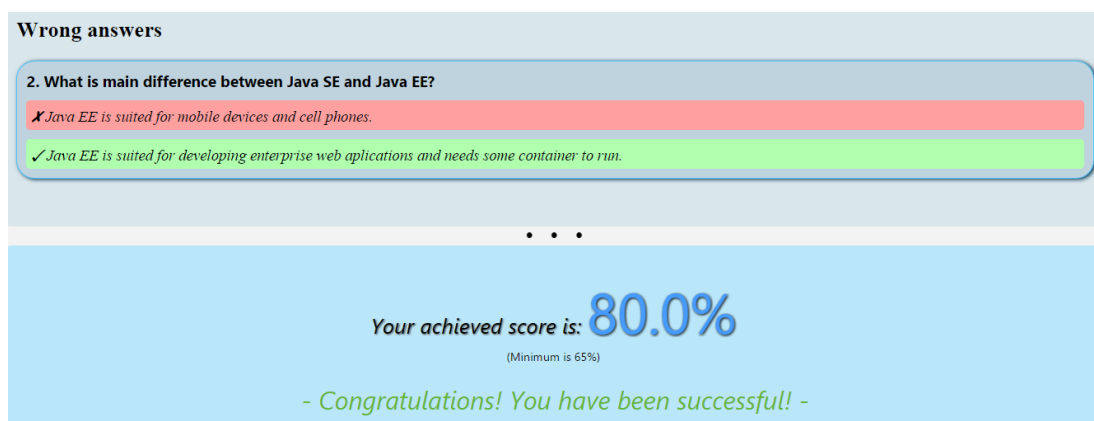 Wrong answers
2. What is main difference between Java SE and Java EE?
✗ Java EE is suited for mobile devices and cell phones.
✓ Java EE is suited for developing enterprise web aplications and needs some container to run.
• • •
Your achieved score is: 80.0%
(Minimum is 65%)
- Congratulations! You have been successful! -